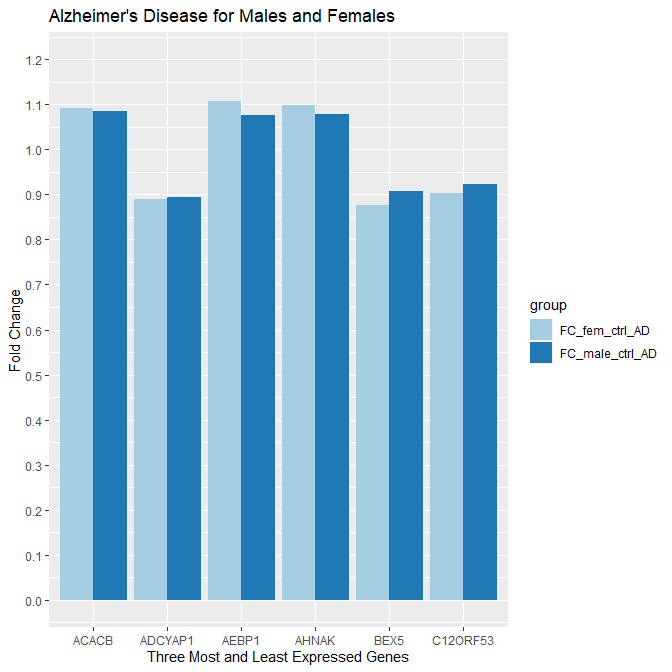 Alzheimer's Disease for Males and Females
1.2
1.1
1.0
0.9
0.8
0.7
0.6
0.5
0.4
0.3
0.2
0.1
0.0
Fold Change
ACACB ADCYAP1 AEBP1 AHNAK BEX5 C12ORF53
Three Most and Least Expressed Genes
group
FC_fem_ctrl_AD
FC_male_ctrl_AD